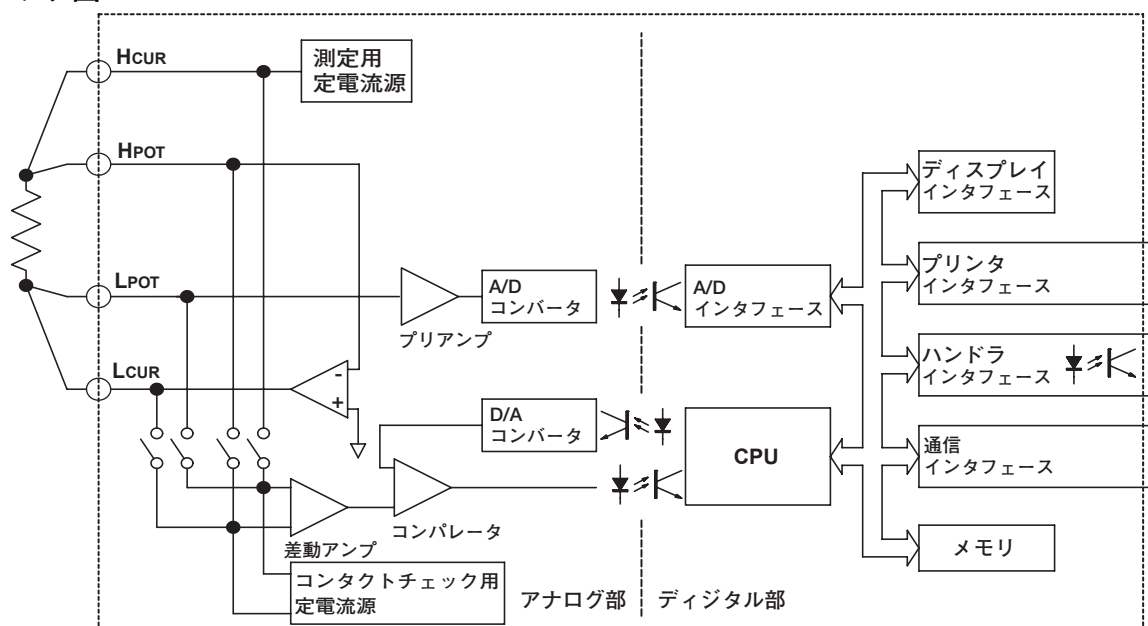 HCUR
測定用
定電流源
HPOT
LPOT
プリアンプ
A/D
コンバータ
A/D
インタフェース
LCUR
-
+
D/A
コンバータ
CPU
コンパレータ
差動アンプ
コンタクトチェック用
定電流源
アナログ部
ディジタル部
ディスプレイ
インタフェース
プリンタ
インタフェース
ハンドラ
インタフェース
通信
インタフェース
メモリ